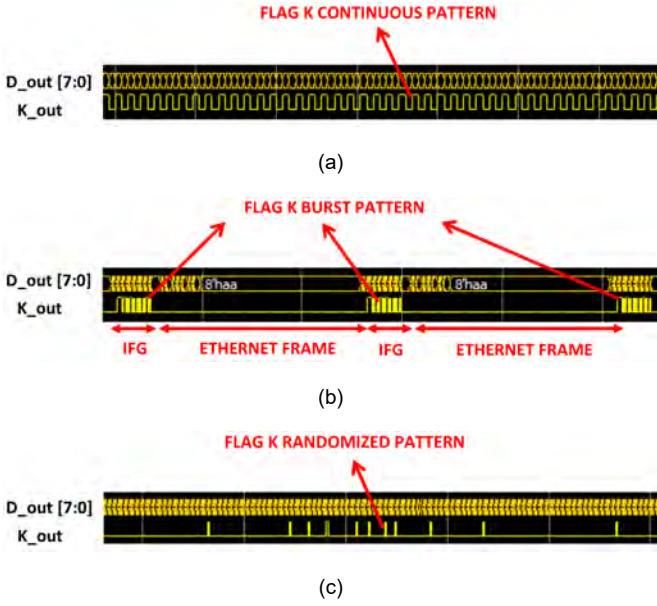 FLAG K CONTINUOUS PATTERN
D_out [7:0]
K_out
(a)
FLAG K BURST PATTERN
D_out [7:0] 8'haa 8'haa
K_out
IFG ETHERNET FRAME IFG ETHERNET FRAME
(b)
FLAG K RANDOMIZED PATTERN
D_out [7:0]
K_out
(c)